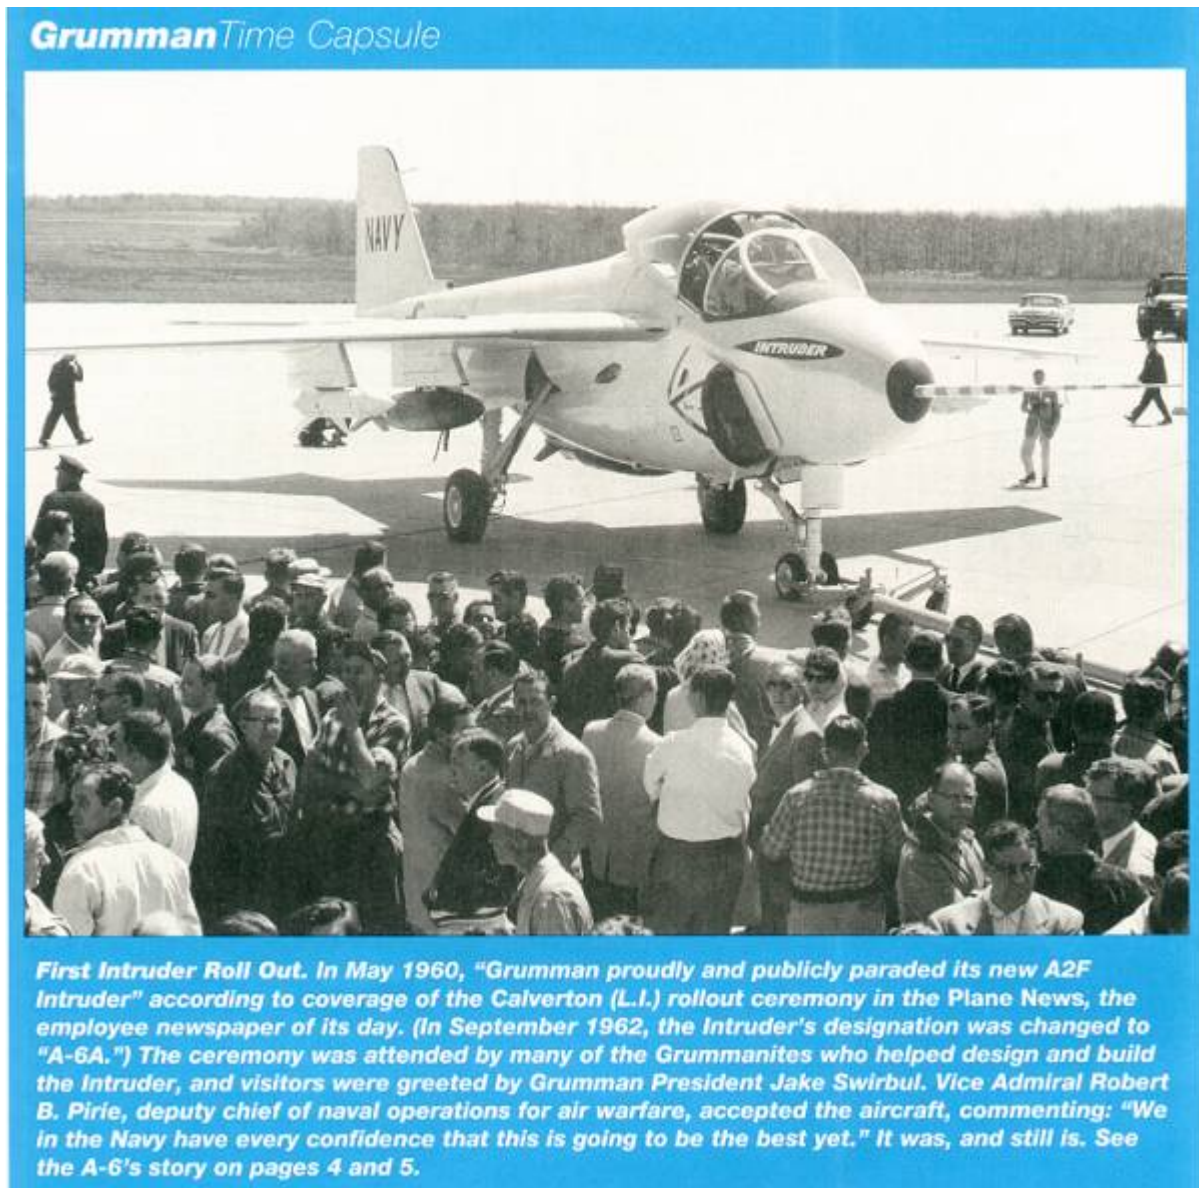 Grumman Time Capsule
NAVY
INTRUDER
First Intruder Roll Out. In May 1960, “Grumman proudly and publicly paraded its new A2F
Intruder” according to coverage of the Calverton (L.I.) rollout ceremony in the Plane News, the
employee newspaper of its day. (In September 1962, the Intruder’s designation was changed to
“A-6A.”) The ceremony was attended by many of the Grummanites who helped design and build
the Intruder, and visitors were greeted by Grumman President Jake Swirbul. Vice Admiral Robert
B. Pirie, deputy chief of naval operations for air warfare, accepted the aircraft, commenting: “We
in the Navy have every confidence that this is going to be the best yet.” It was, and still is. See
the A-6’s story on pages 4 and 5.